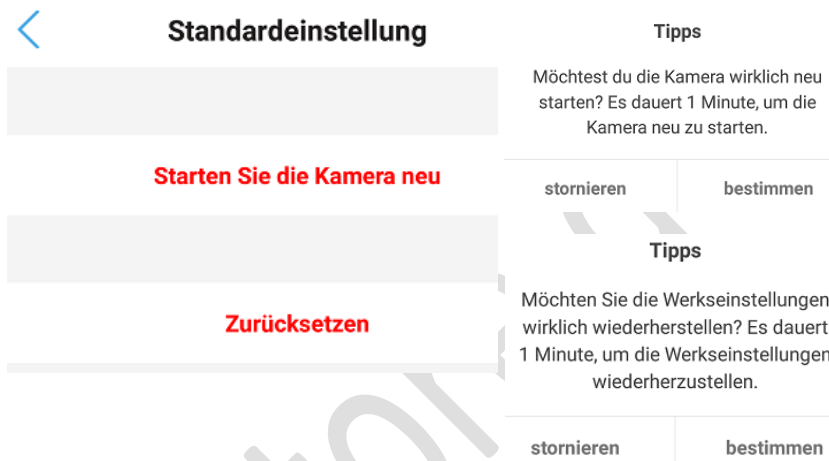 Standardeinstellung
Starten Sie die Kamera neu
Zurücksetzen
Tipps
Möchtest du die Kamera wirklich neu
starten? Es dauert 1 Minute, um die
Kamera neu zu starten.
stornieren
bestimmen
Tipps
Möchten Sie die Werkseinstellungen
wirklich wiederherstellen? Es dauert
1 Minute, um die Werkseinstellungen
wiederherzustellen.
stornieren
bestimmen